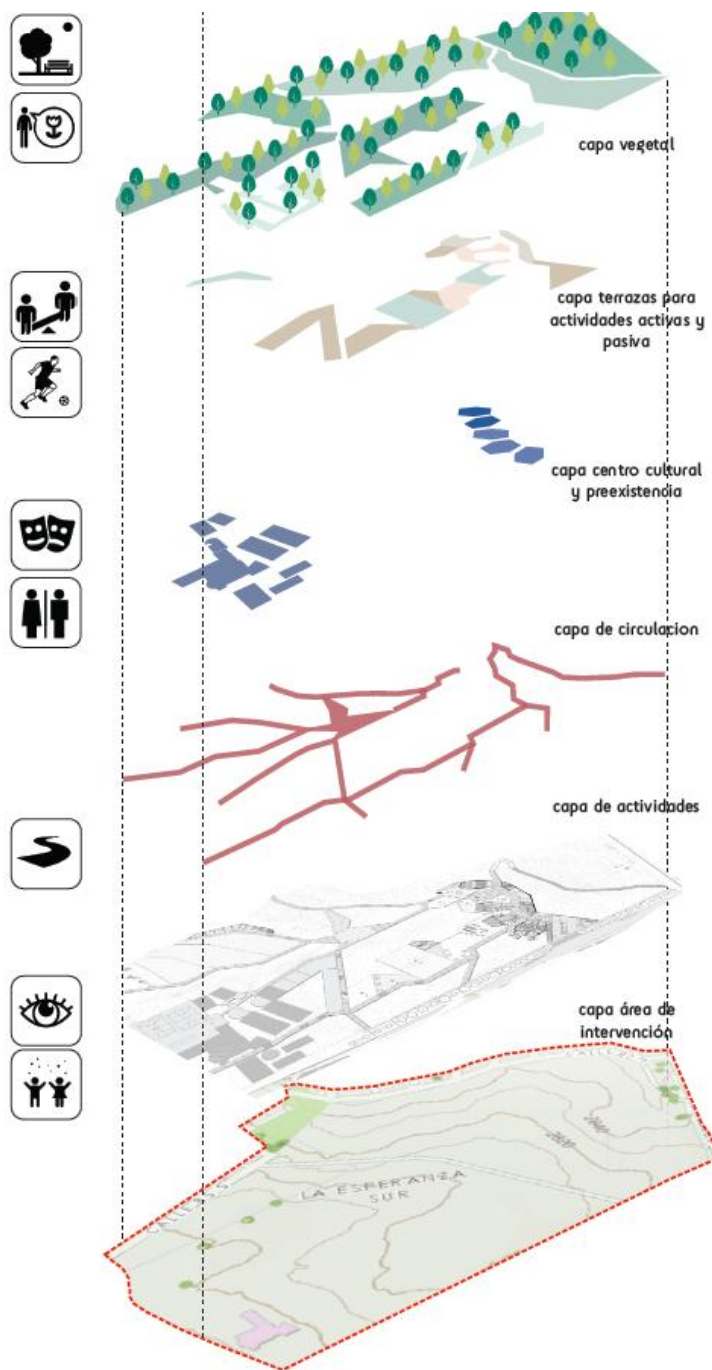 capa vegetal
capa terrazas para
actividades activas y
pasiva
capa centro cultural
y preexistencia
capa de circulacion
capa de actividades
capa área de
intervención
LA ESPERANZA
SUR